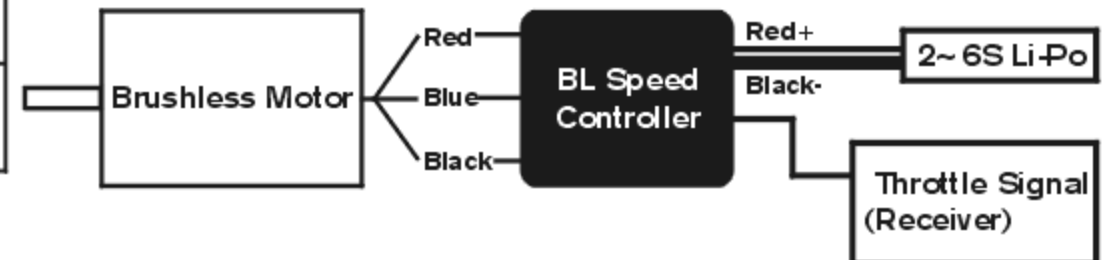 Brushless Motor
Red
Blue
Black
BL Speed
Controller
Red+
Black-
2~6S Li-Po
Throttle Signal
(Receiver)